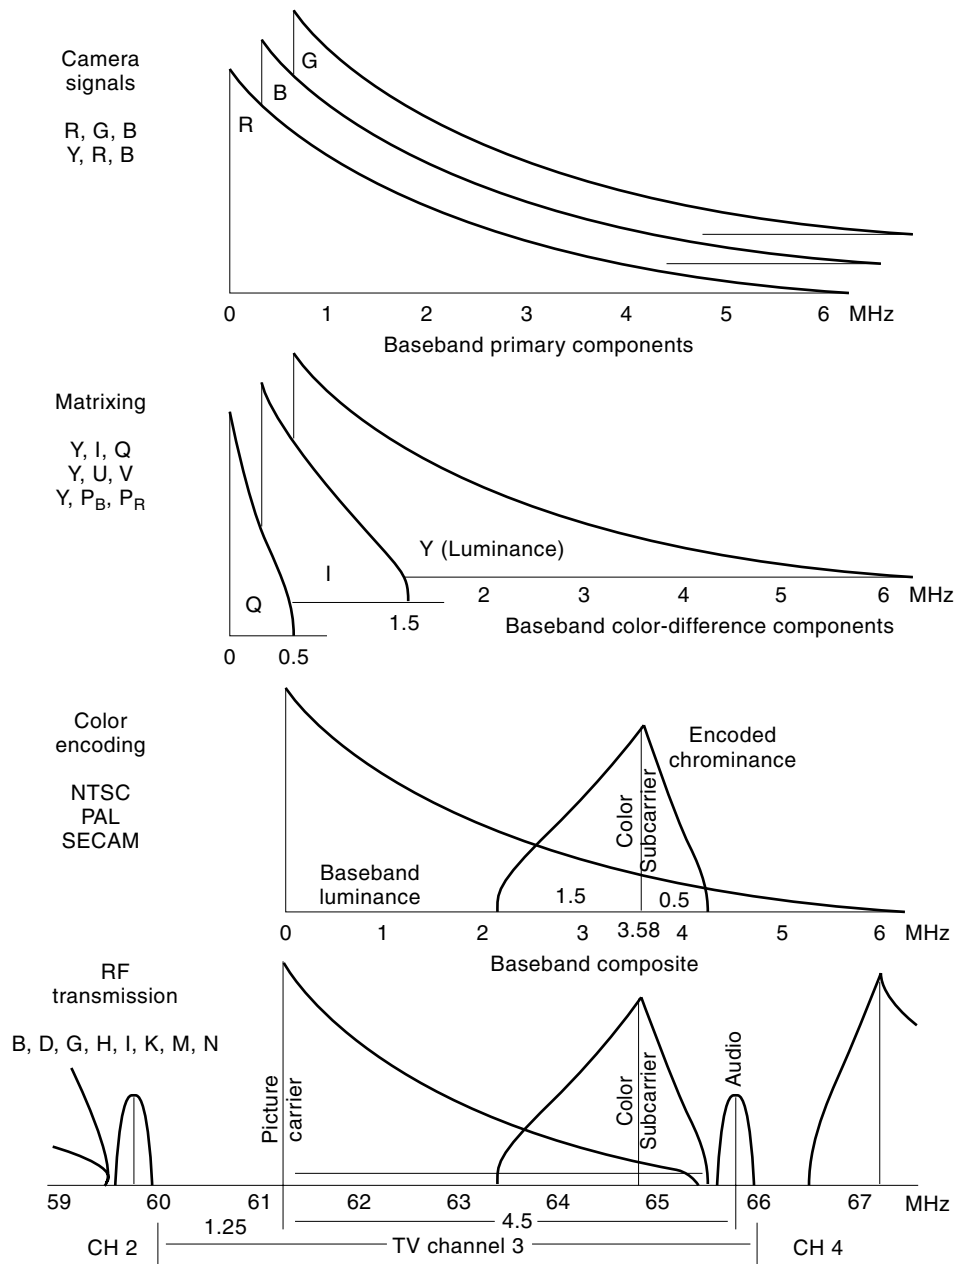 Camera
signals
R, G, B
Y, R, B
G
B
R
0 1 2 3 4 5 6 MHz
Baseband primary components
Matrixing
Y, I, Q
Y, U, V
Y, PB, PR
Y (Luminance)
I
Q
2 3 4 5 6 MHz
1.5
Baseband color-difference components
0 0.5
Color
encoding
NTSC
PAL
SECAM
Encoded
chrominance
Color
Subcarrier
Baseband
luminance
1.5 0.5
0 1 2 3 3.58 4 5 6 MHz
Baseband composite
RF
transmission
B, D, G, H, I, K, M, N
Picture
carrier
Color
Subcarrier
Audio
59 60 61 62 63 64 65 66 67 MHz
1.25 4.5
CH 2 TV channel 3 CH 4